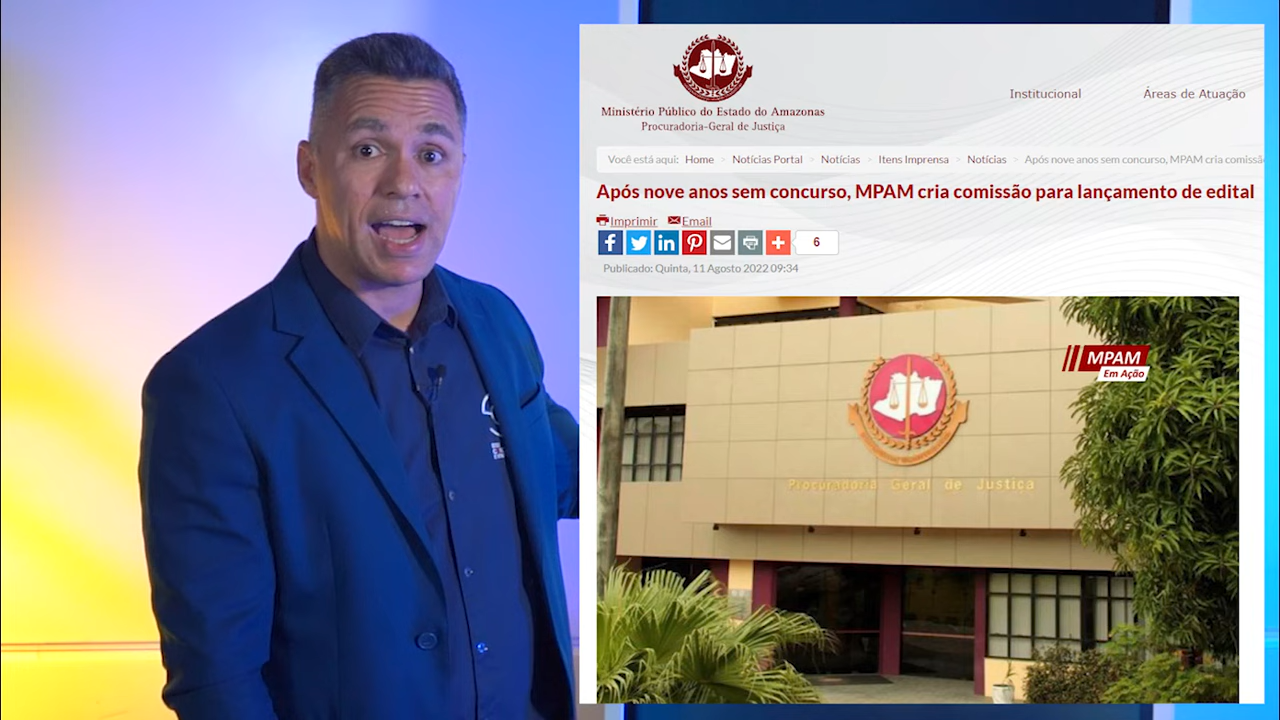 Ministério Público do Estado do Amazonas
Procuradoria-Geral de Justiça
Institucional
Áreas de Atuação
Você está aqui: Home > Notícias Portal > Notícias > Itens Imprensa > Notícias > Após nove anos sem concurso, MPAM cria
Após nove anos sem concurso, MPAM cria comissão para lançamento de edital
Imprimir Email
6
Publicado: Quinta, 11 Agosto 2022 09:34
MPAM
Em Ação
Procuradoria Geral de Justiça